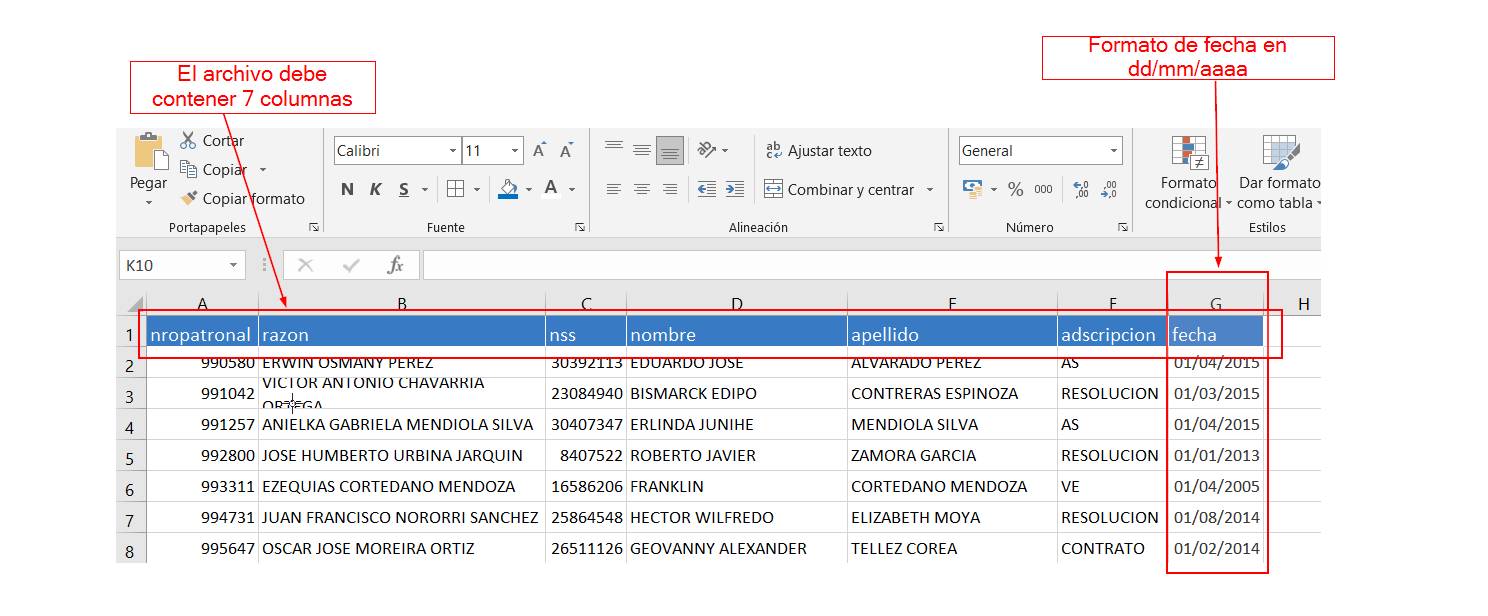 Formato de fecha en
dd/mm/aaaa
El archivo debe
contener 7 columnas
Cortar
Copiar
Copiar formato
Pegar
Portapapeles
Calibri 11 A A
N K S A
Fuente
Ajustar texto
Combinar y centrar
Alineación
General
% 000
Número
Formato
condicional
Dar formato
como tabla
Estilos
K10 fx
A B C D E F G H
1 nropatronal razon nss nombre apellido adscripcion fecha
2 990580 ERWIN OSMANY PEREZ 30392113 EDUARDO JOSE ALVARADO PEREZ AS 01/04/2015
3 991042 VICTOR ANTONIO CHAVARRIA ORTEGA 23084940 BISMARCK EDIPO CONTRERAS ESPINOZA RESOLUCION 01/03/2015
4 991257 ANIELKA GABRIELA MENDIOLA SILVA 30407347 ERLINDA JUNIHE MENDIOLA SILVA AS 01/04/2015
5 992800 JOSE HUMBERTO URBINA JARQUIN 8407522 ROBERTO JAVIER ZAMORA GARCIA RESOLUCION 01/01/2013
6 993311 EZEQUIAS CORTEDANO MENDOZA 16586206 FRANKLIN CORTEDANO MENDOZA VE 01/04/2005
7 994731 JUAN FRANCISCO NORORRI SANCHEZ 25864548 HECTOR WILFREDO ELIZABETH MOYA RESOLUCION 01/08/2014
8 995647 OSCAR JOSE MOREIRA ORTIZ 26511126 GEOVANNY ALEXANDER TELLEZ COREA CONTRATO 01/02/2014